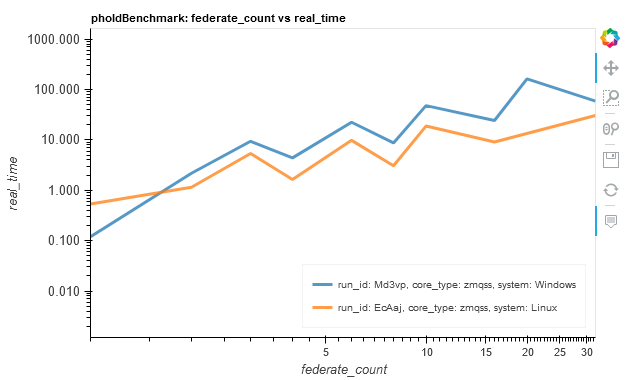 pholdBenchmark: federate_count vs real_time
1000.000
100.000
10.000
1.000
0.100
0.010
real_time
run_id: Md3vp, core_type: zmqss, system: Windows
run_id: EcAaj, core_type: zmqss, system: Linux
5 10 15 20 25 30
federate_count